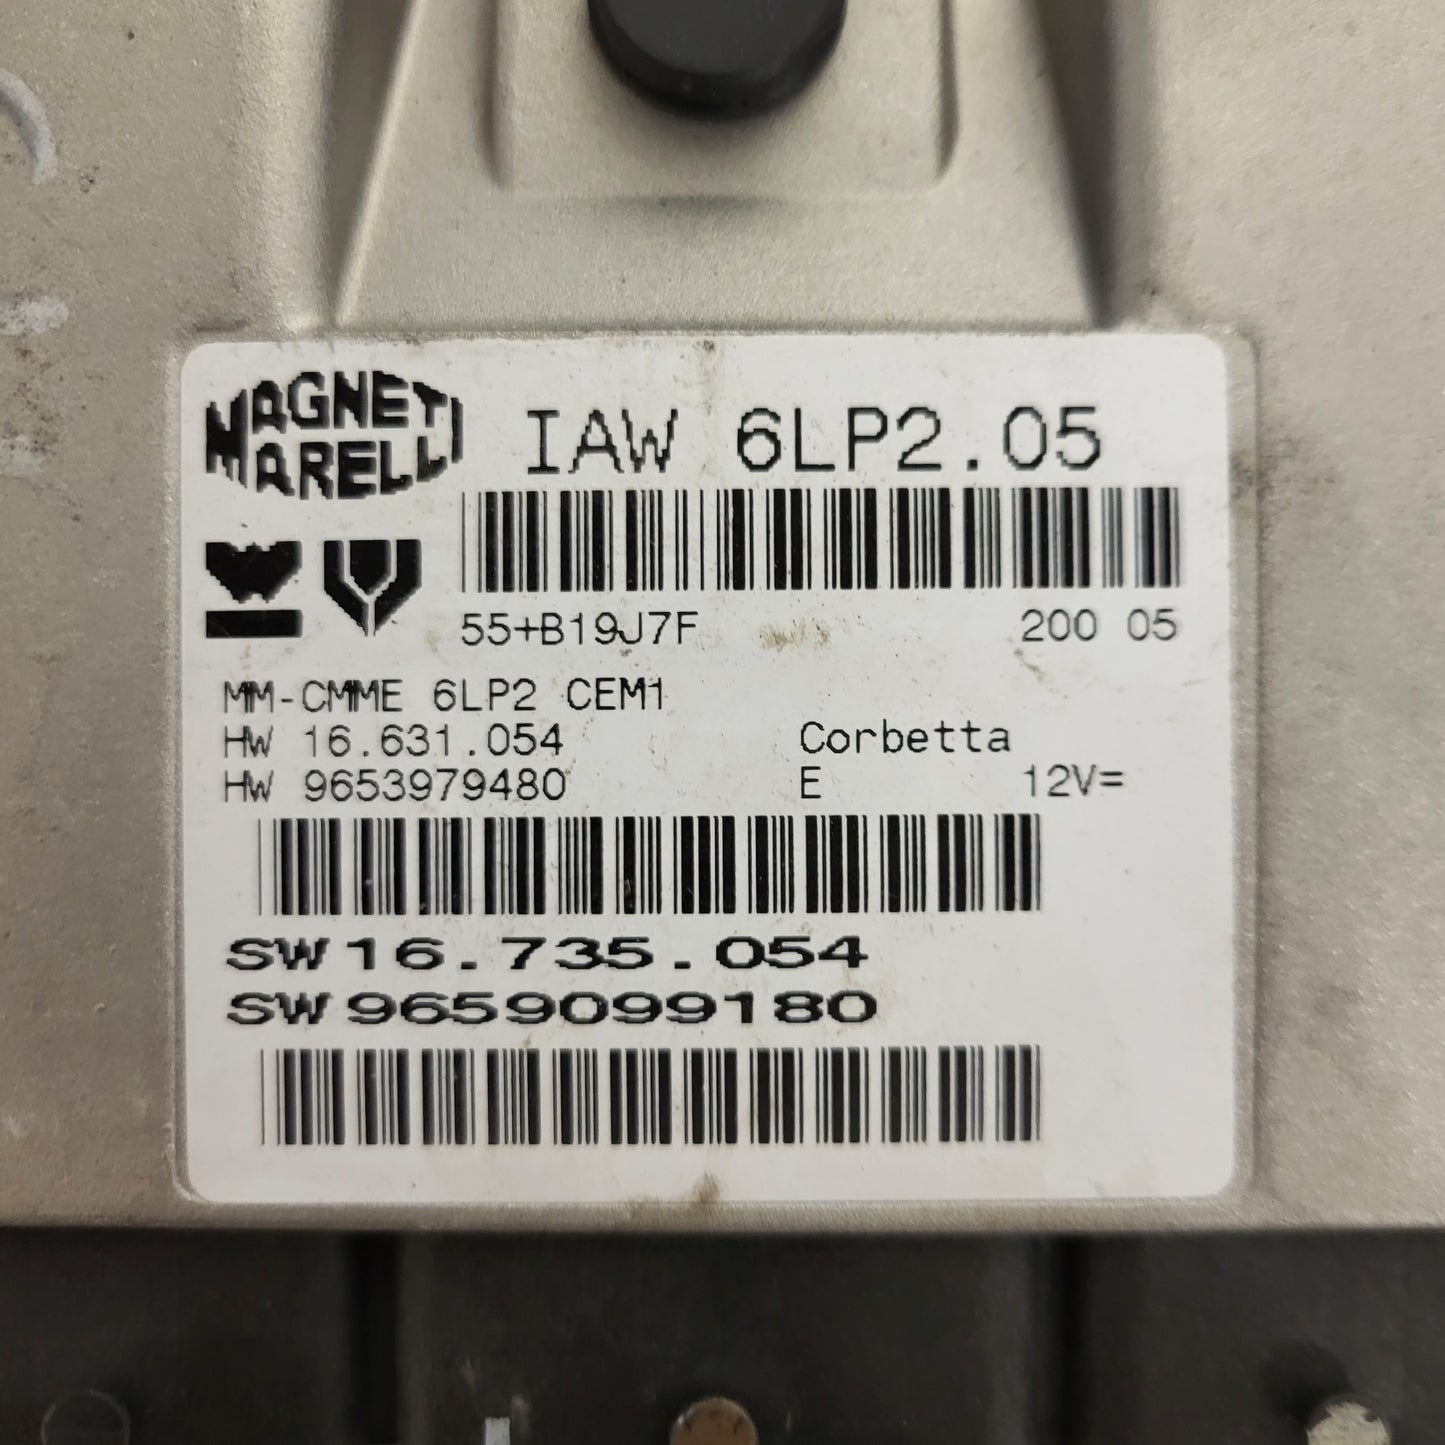 MAGNETI MARELLI
IAW 6LP2.05
55+B19J7F 200 05
MM-CMME 6LP2 CEM1
HW 16.631.054 Corbetta
HW 9653979480 E 12V=
SW 16.735.054
SW 9659099180